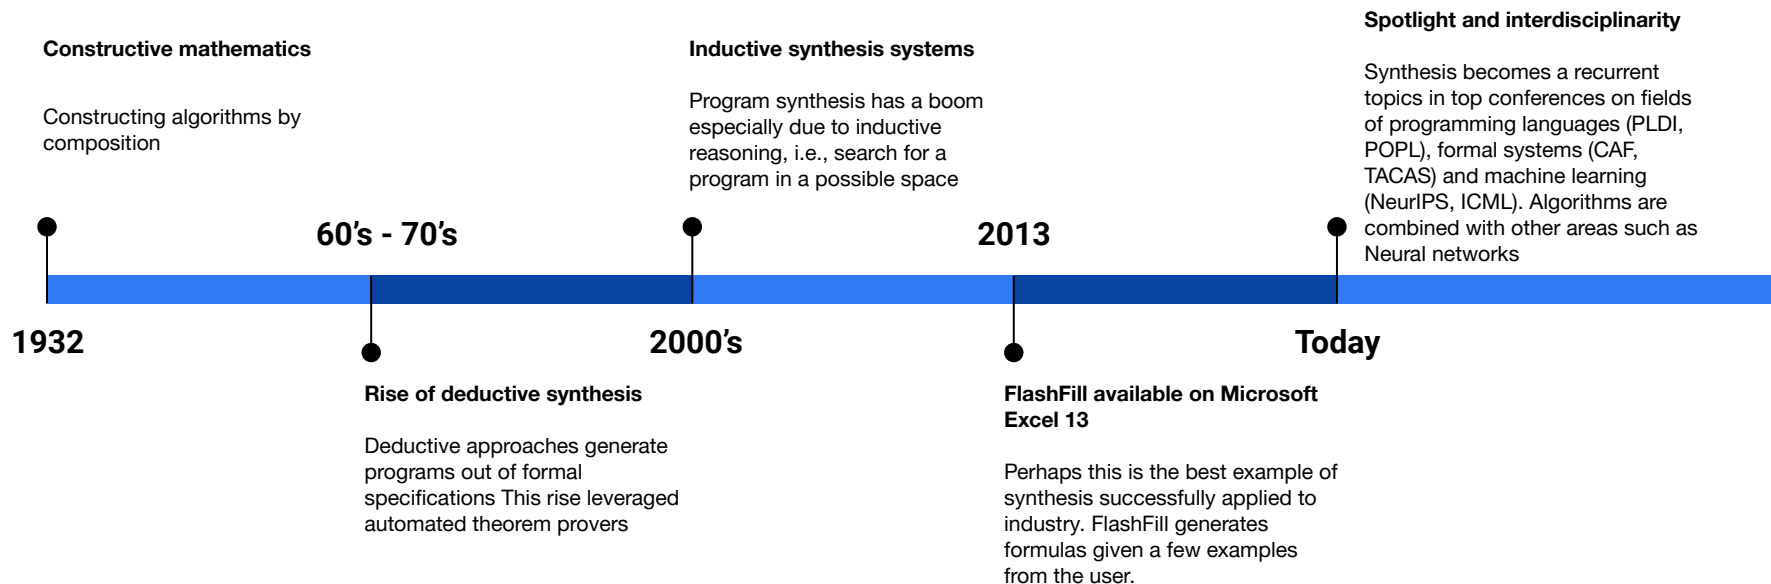 Constructive mathematics
Constructing algorithms by
composition
1932
60's - 70's
Rise of deductive synthesis
Deductive approaches generate
programs out of formal
specifications This rise leveraged
automated theorem provers
Inductive synthesis systems
Program synthesis has a boom
especially due to inductive
reasoning, i.e., search for a
program in a possible space
2000's
2013
FlashFill available on Microsoft
Excel 13
Perhaps this is the best example of
synthesis successfully applied to
industry. FlashFill generates
formulas given a few examples
from the user.
Spotlight and interdisciplinarity
Synthesis becomes a recurrent
topics in top conferences on fields
of programming languages (PLDI,
POPL), formal systems (CAF,
TACAS) and machine learning
(NeurIPS, ICML). Algorithms are
combined with other areas such as
Neural networks
Today